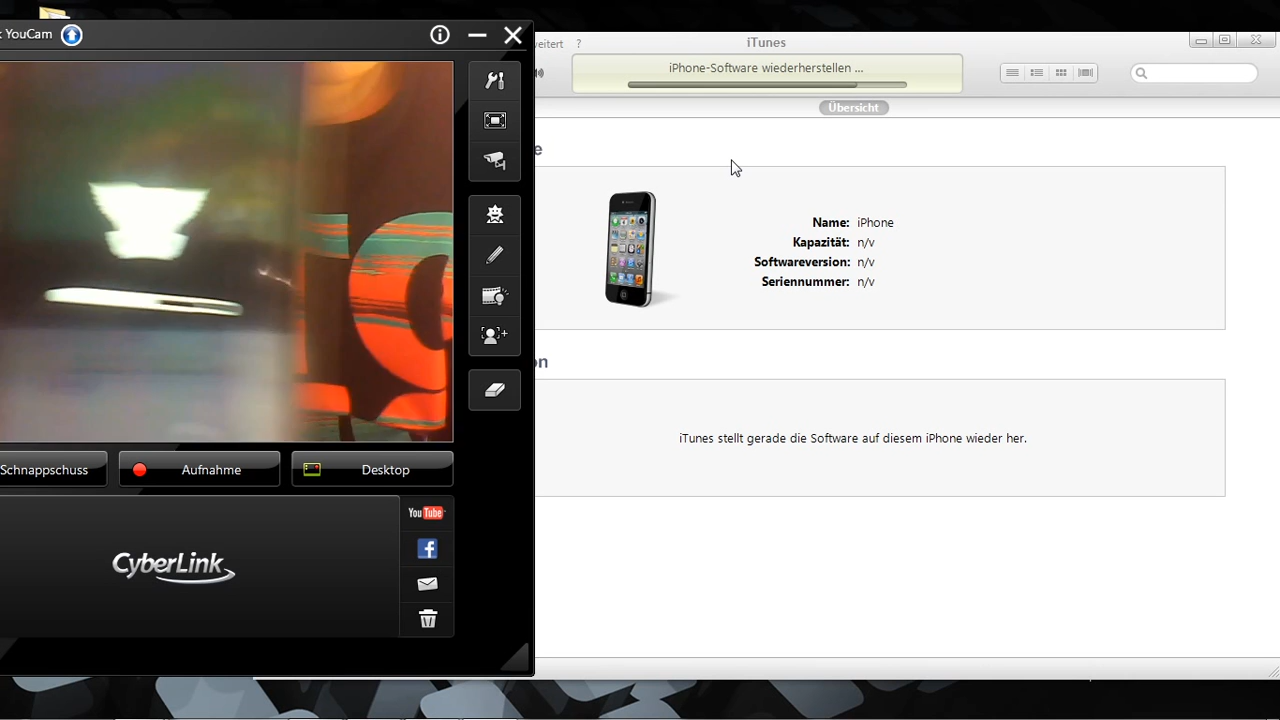 YouCam
weitert ?
iTunes
iPhone-Software wiederherstellen ...
Übersicht
e
Name: iPhone
Kapazität: n/v
Softwareversion: n/v
Seriennummer: n/v
on
iTunes stellt gerade die Software auf diesem iPhone wieder her.
Schnappschuss
Aufnahme
Desktop
YouTube
CyberLink